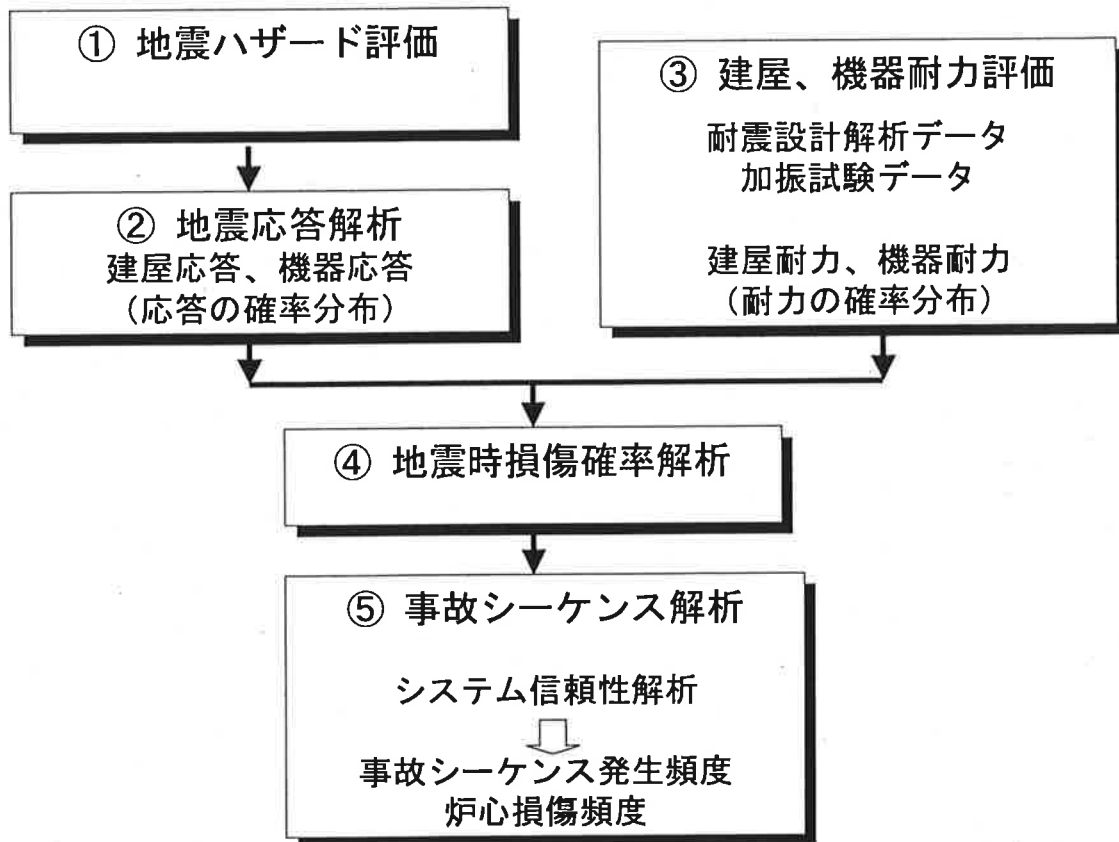 ① 地震ハザード評価
② 地震応答解析
建屋応答、機器応答
（応答の確率分布）
③ 建屋、機器耐力評価
耐震設計解析データ
加振試験データ
建屋耐力、機器耐力
（耐力の確率分布）
④ 地震時損傷確率解析
⑤ 事故シーケンス解析
システム信頼性解析
事故シーケンス発生頻度
炉心損傷頻度